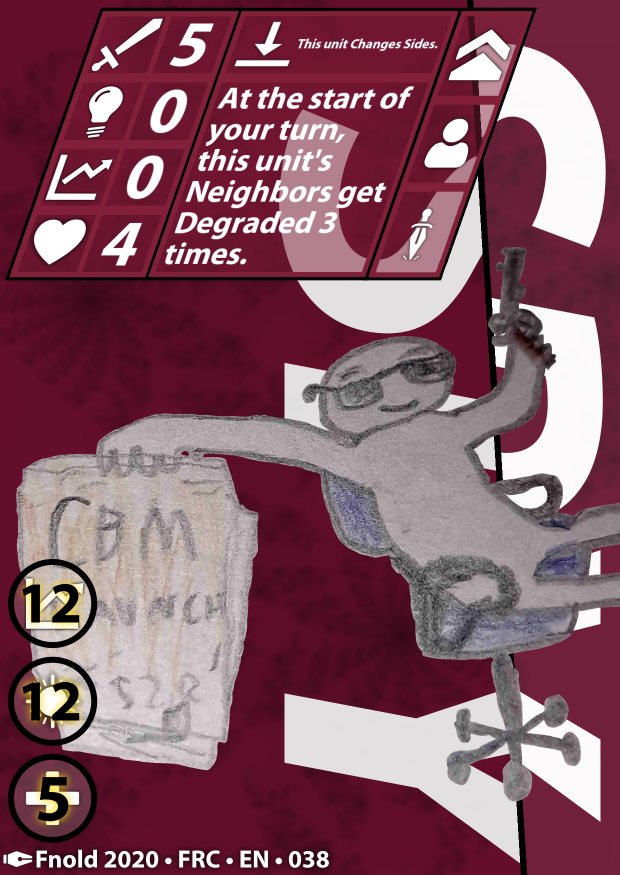 5
This unit Changes Sides.
0
At the start of
your turn,
this unit's
Neighbors get
Degraded 3
times.
0
4
SPY
CBM
12
12
5
Fnold 2020 • FRC • EN • 038